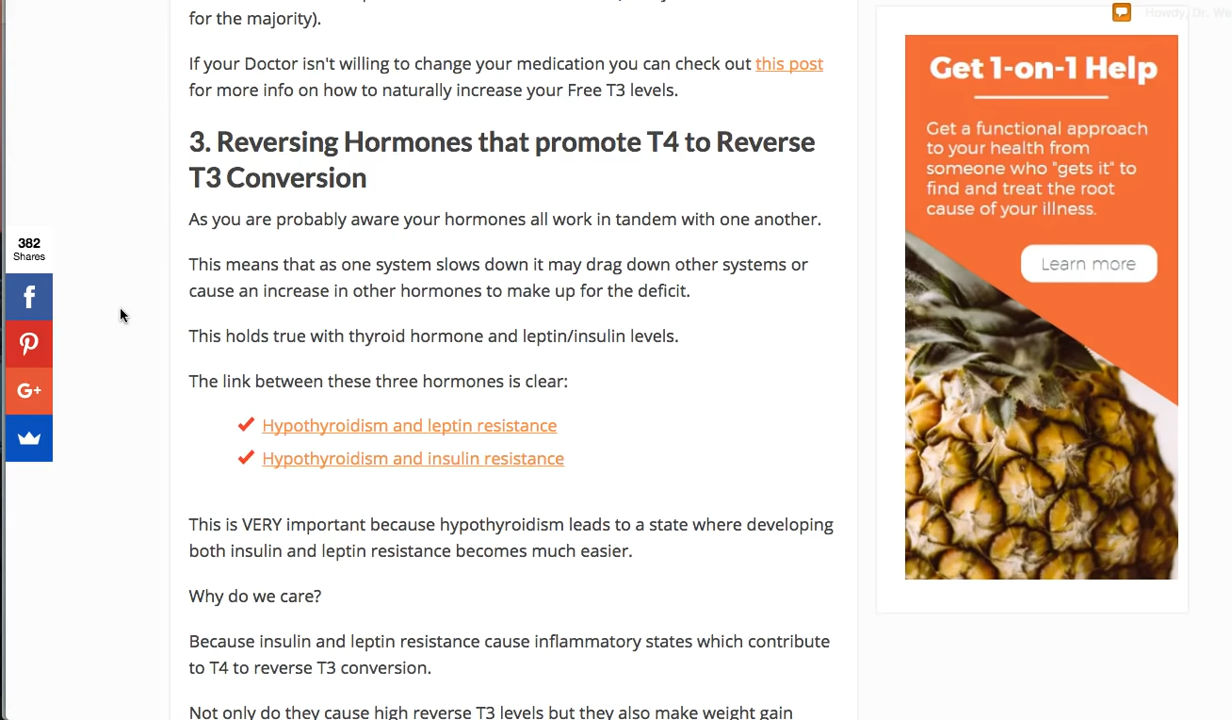 Howdy, Dr. We
for the majority).
If your Doctor isn't willing to change your medication you can check out this post
for more info on how to naturally increase your Free T3 levels.
3. Reversing Hormones that promote T4 to Reverse
T3 Conversion
As you are probably aware your hormones all work in tandem with one another.
This means that as one system slows down it may drag down other systems or
cause an increase in other hormones to make up for the deficit.
This holds true with thyroid hormone and leptin/insulin levels.
The link between these three hormones is clear:
Hypothyroidism and leptin resistance
Hypothyroidism and insulin resistance
This is VERY important because hypothyroidism leads to a state where developing
both insulin and leptin resistance becomes much easier.
Why do we care?
Because insulin and leptin resistance cause inflammatory states which contribute
to T4 to reverse T3 conversion.
Not only do they cause high reverse T3 levels but they also make weight gain
382
Shares
f
G+
Get 1-on-1 Help
Get a functional approach
to your health from
someone who "gets it" to
find and treat the root
cause of your illness.
Learn more